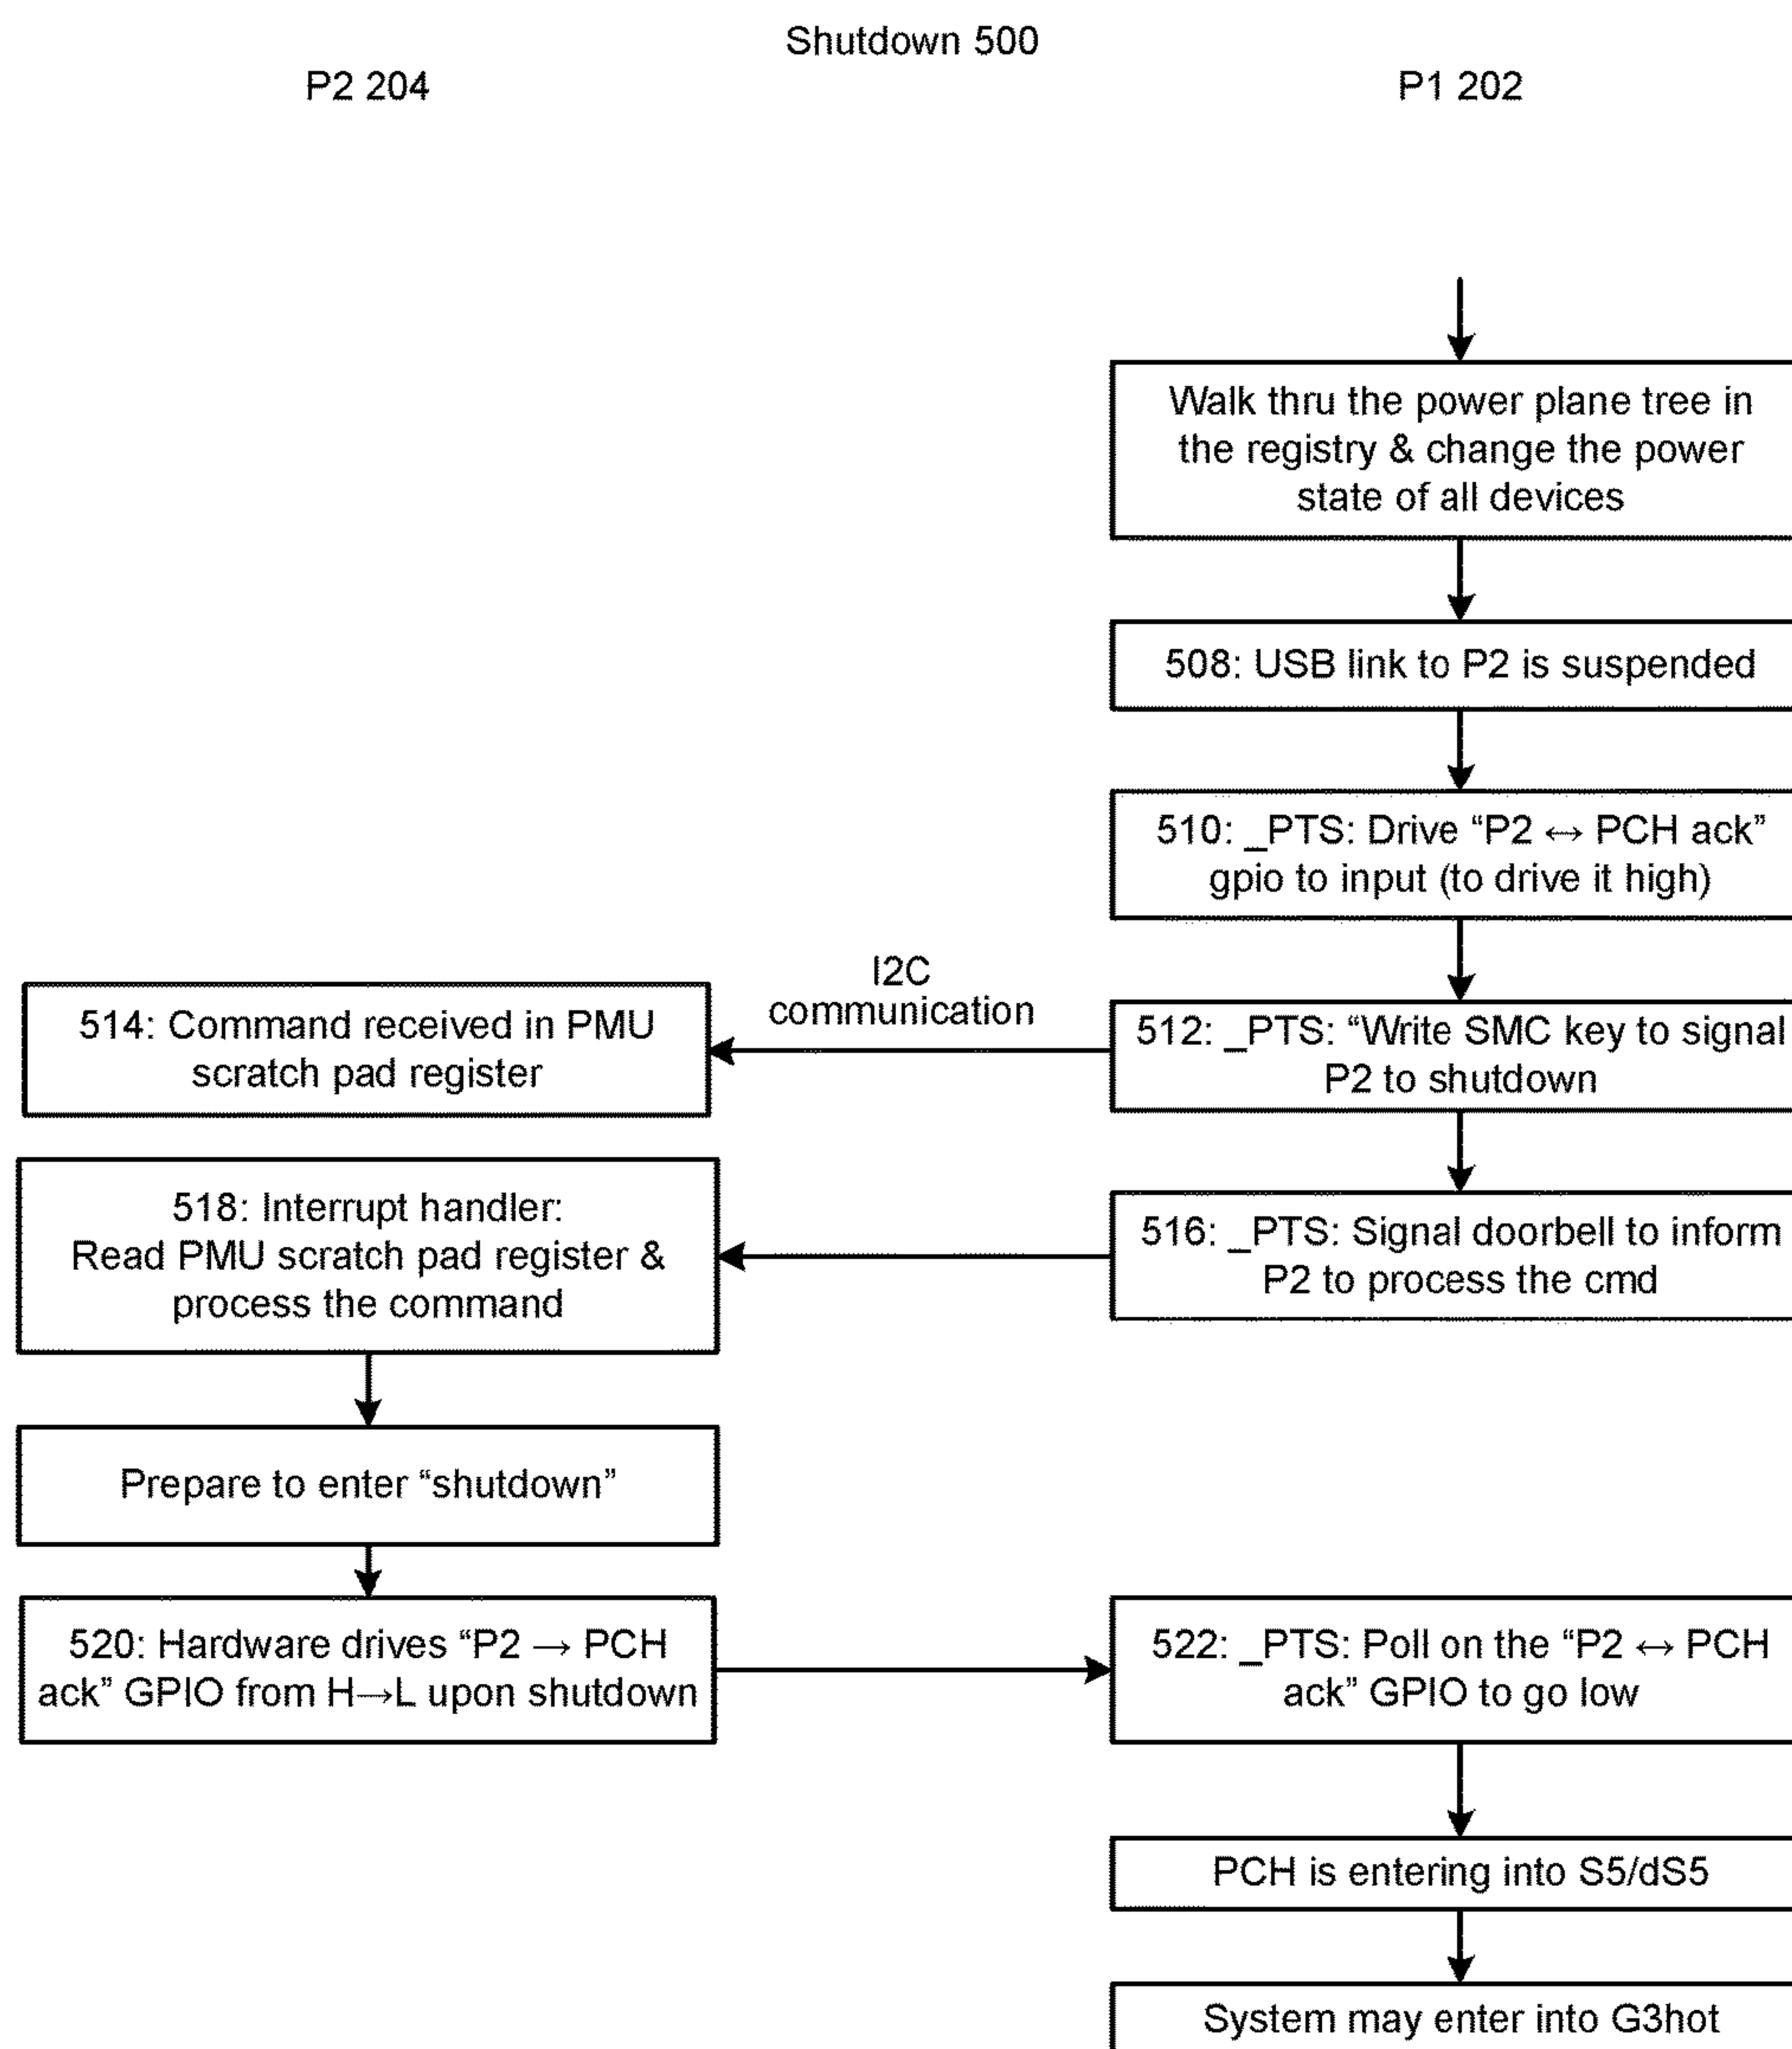 Shutdown 500
P2 204
P1 202
Walk thru the power plane tree in
the registry & change the power
state of all devices
508: USB link to P2 is suspended
510: _PTS: Drive “P2 ↔ PCH ack”
gpio to input (to drive it high)
I2C
communication
514: Command received in PMU
scratch pad register
512: _PTS: “Write SMC key to signal
P2 to shutdown
518: Interrupt handler:
Read PMU scratch pad register &
process the command
516: _PTS: Signal doorbell to inform
P2 to process the cmd
Prepare to enter “shutdown”
520: Hardware drives “P2 → PCH
ack” GPIO from H→L upon shutdown
522: _PTS: Poll on the “P2 ↔ PCH
ack” GPIO to go low
PCH is entering into S5/dS5
System may enter into G3hot